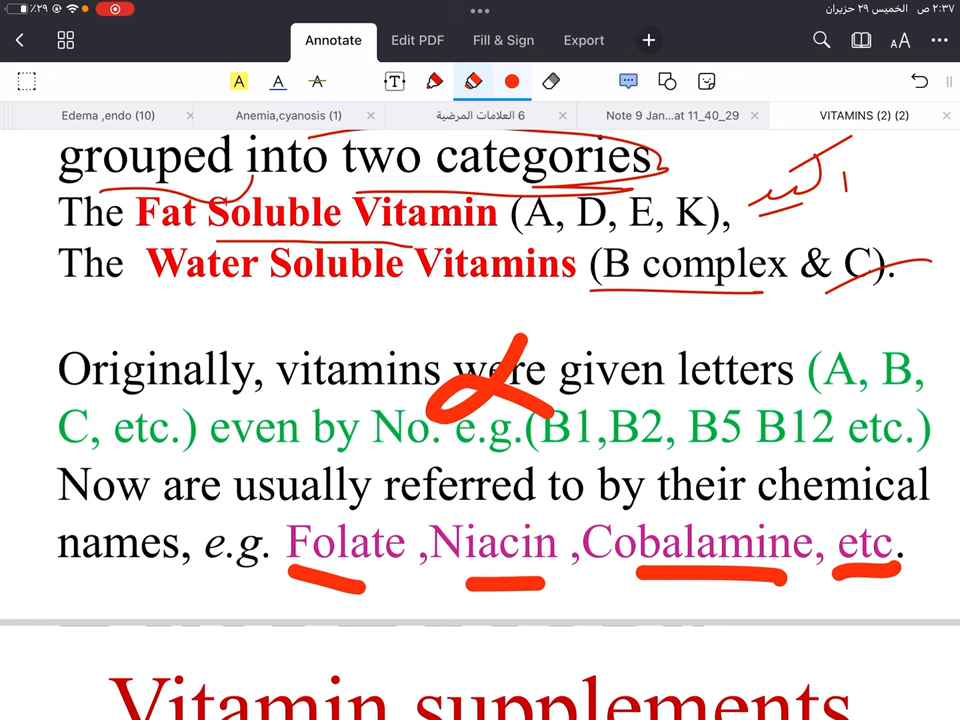 ٪٢٩ ٢:٣٧ ص الخميس ٢٩ حزيران
Annotate Edit PDF Fill & Sign Export
Edema ,endo (10) Anemia,cyanosis (1) 6 العلامات المرضية Note 9 Jan...at 11_40_29 VITAMINS (2) (2)
grouped into two categories
The Fat Soluble Vitamin (A, D, E, K),
The Water Soluble Vitamins (B complex & C).
Originally, vitamins were given letters (A, B,
C, etc.) even by No. e.g.(B1,B2, B5 B12 etc.)
Now are usually referred to by their chemical
names, e.g. Folate ,Niacin ,Cobalamine, etc.
Vitamin supplements